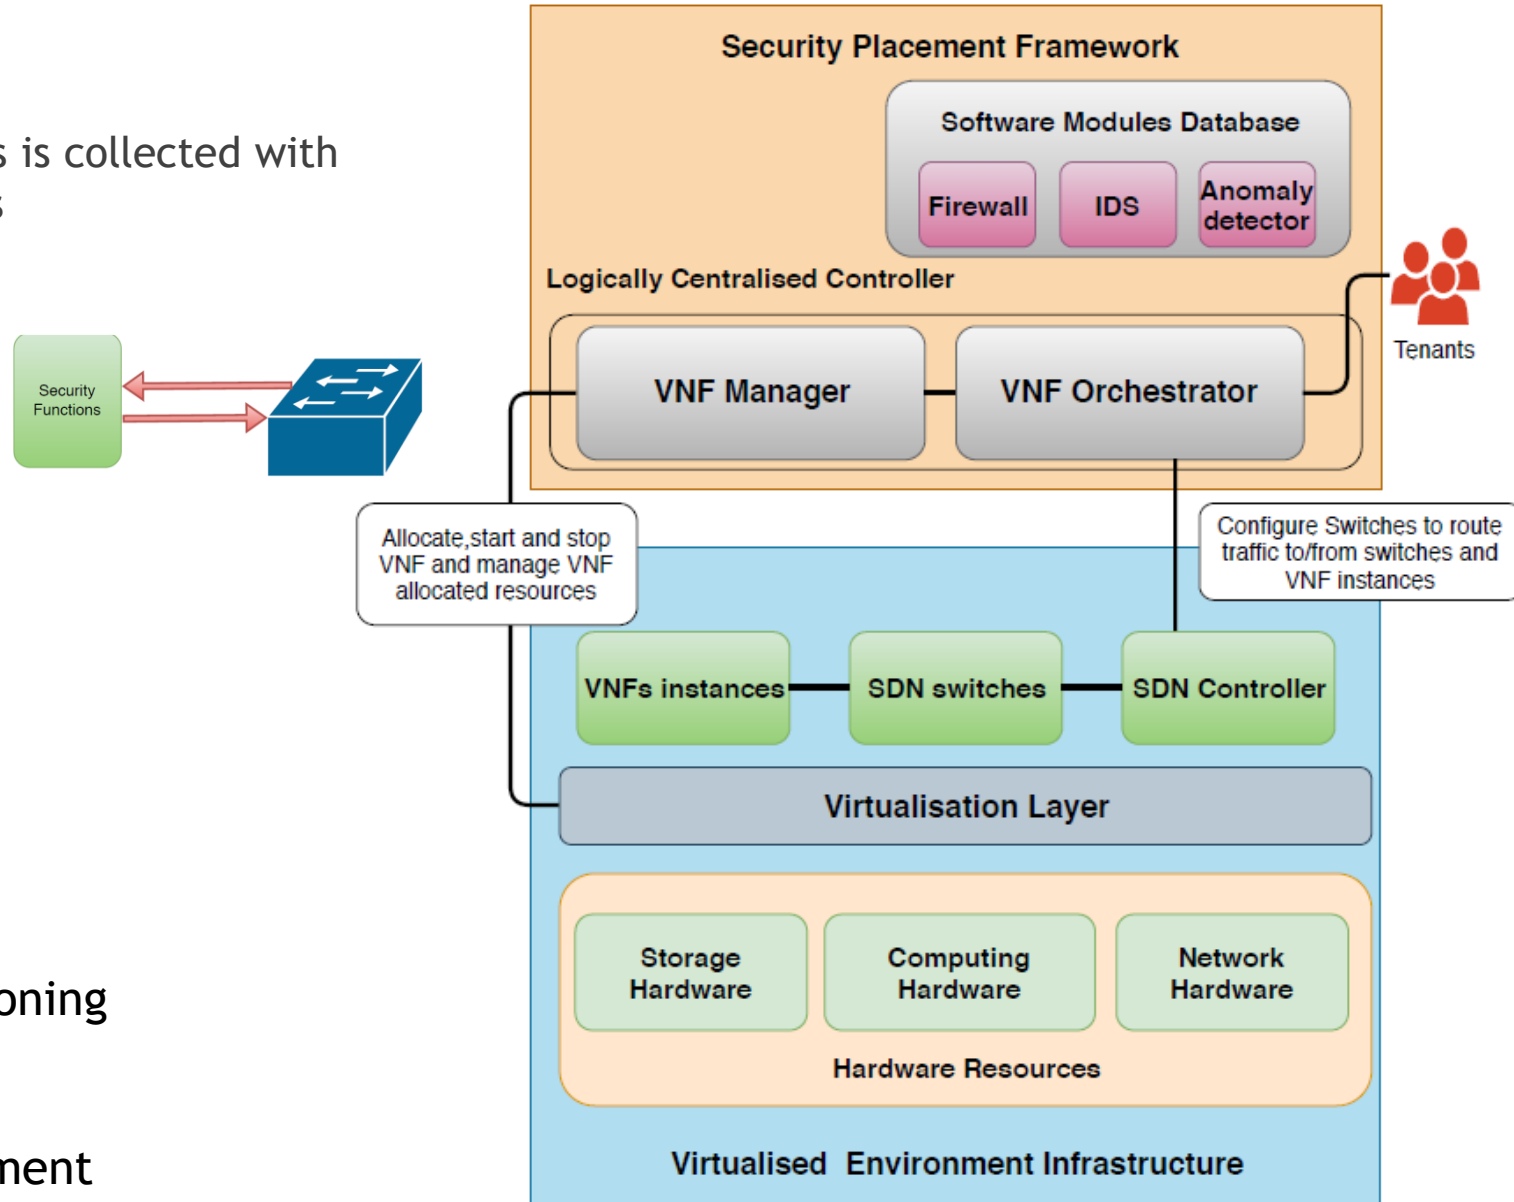 Security Placement Framework
Software Modules Database
Firewall
IDS
Anomaly
detector
is collected with
Logically Centralised Controller
VNF Manager
VNF Orchestrator
Tenants
Security
Functions
Allocate,start and stop
VNF and manage VNF
allocated resources
Configure Switches to route
traffic to/from switches and
VNF instances
VNFs instances
SDN switches
SDN Controller
Virtualisation Layer
Storage
Hardware
Computing
Hardware
Network
Hardware
Hardware Resources
Virtualised Environment Infrastructure